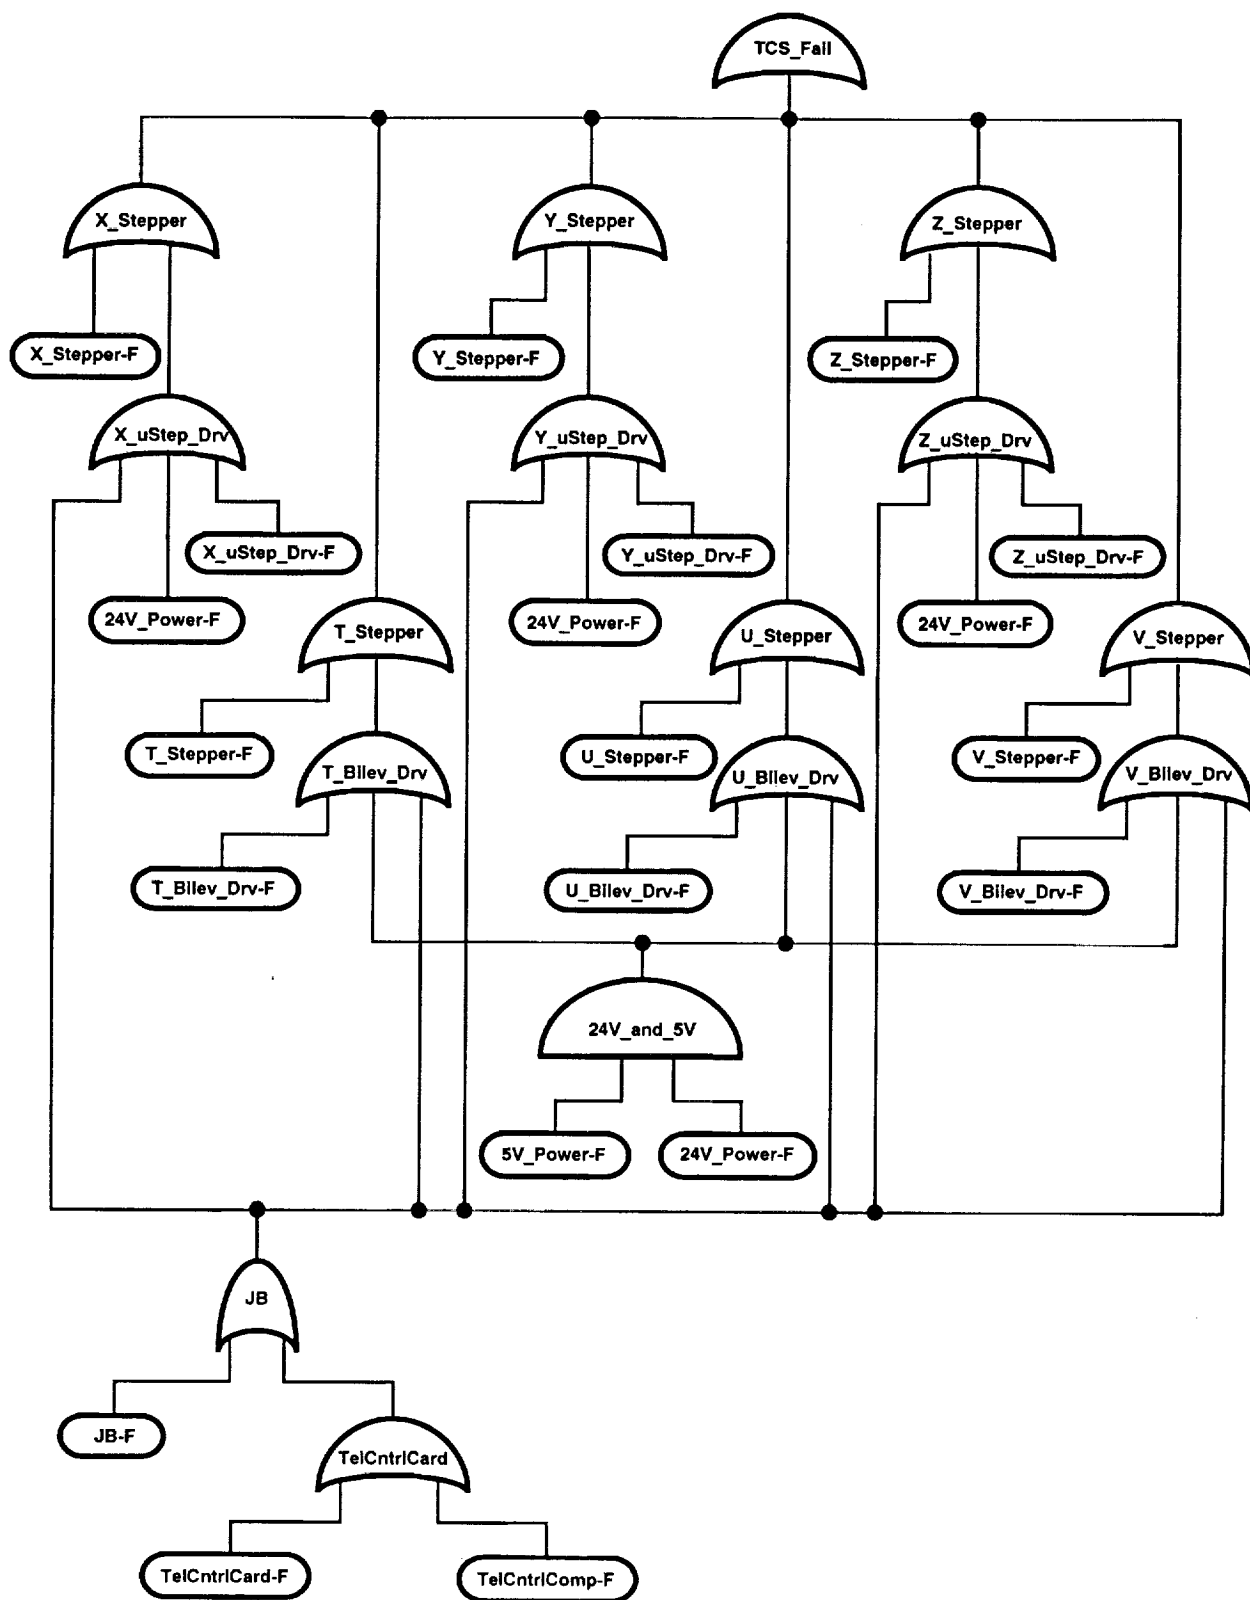 TCS_Fail
X_Stepper
Y_Stepper
Z_Stepper
X_Stepper-F
Y_Stepper-F
Z_Stepper-F
X_uStep_Drv
Y_uStep_Drv
Z_uStep_Drv
X_uStep_Drv-F
Y_uStep_Drv-F
Z_uStep_Drv-F
24V_Power-F
24V_Power-F
24V_Power-F
T_Stepper
U_Stepper
V_Stepper
T_Stepper-F
U_Stepper-F
V_Stepper-F
T_Bilev_Drv
U_Bilev_Drv
V_Bilev_Drv
T_Bilev_Drv-F
U_Bilev_Drv-F
V_Bilev_Drv-F
24V_and_5V
5V_Power-F
24V_Power-F
JB
JB-F
TelCntrlCard
TelCntrlCard-F
TelCntrlComp-F